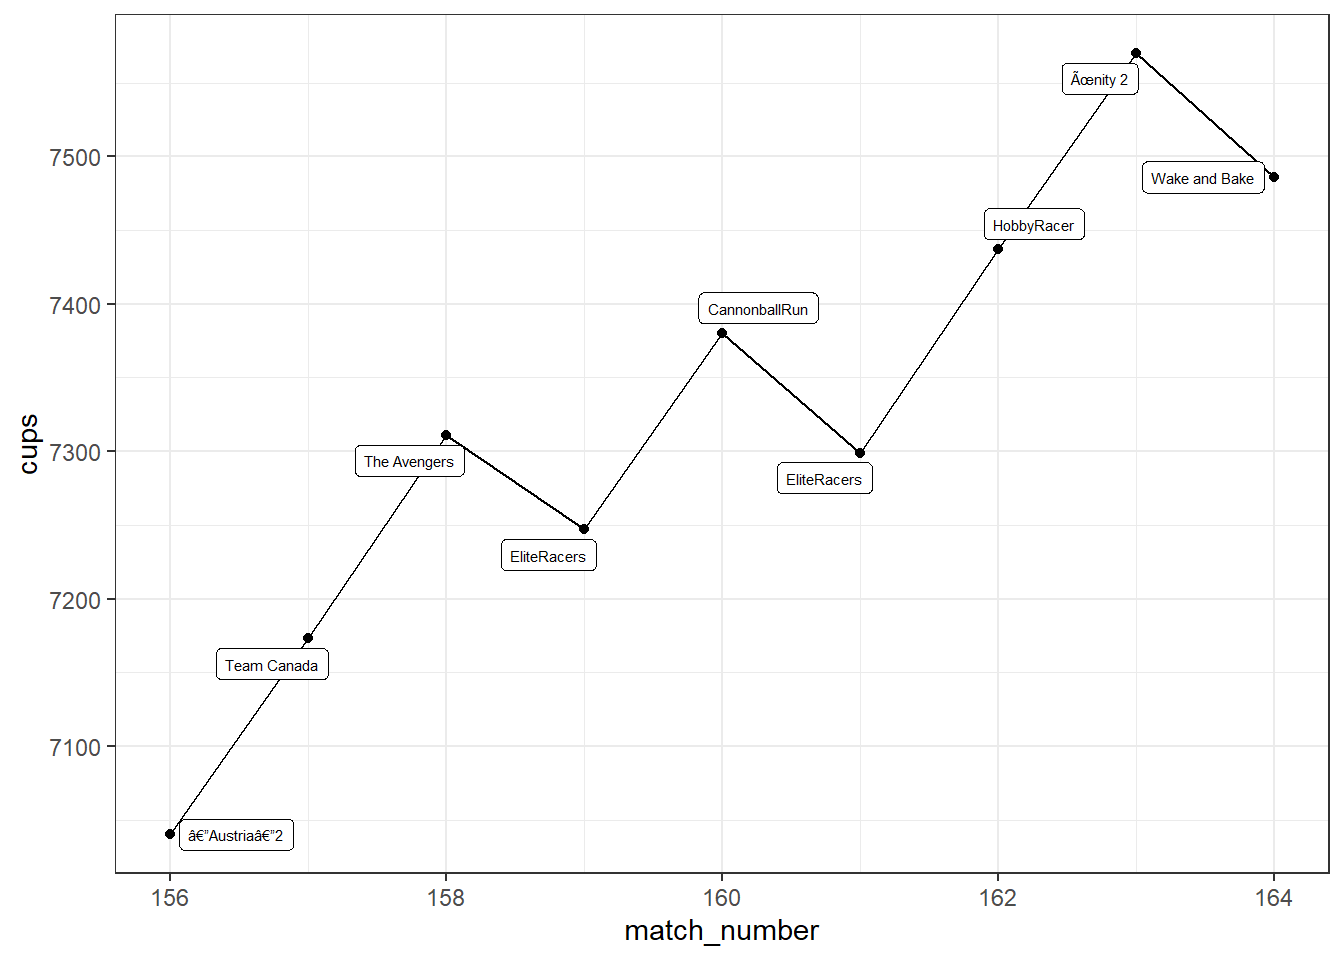 Ãœnity 2
7500
Wake and Bake
HobbyRacer
7400
CannonballRun
cups
7300
The Avengers
EliteRacers
EliteRacers
7200
Team Canada
7100
â€”Austriaâ€”2
156 158 160 162 164
match_number